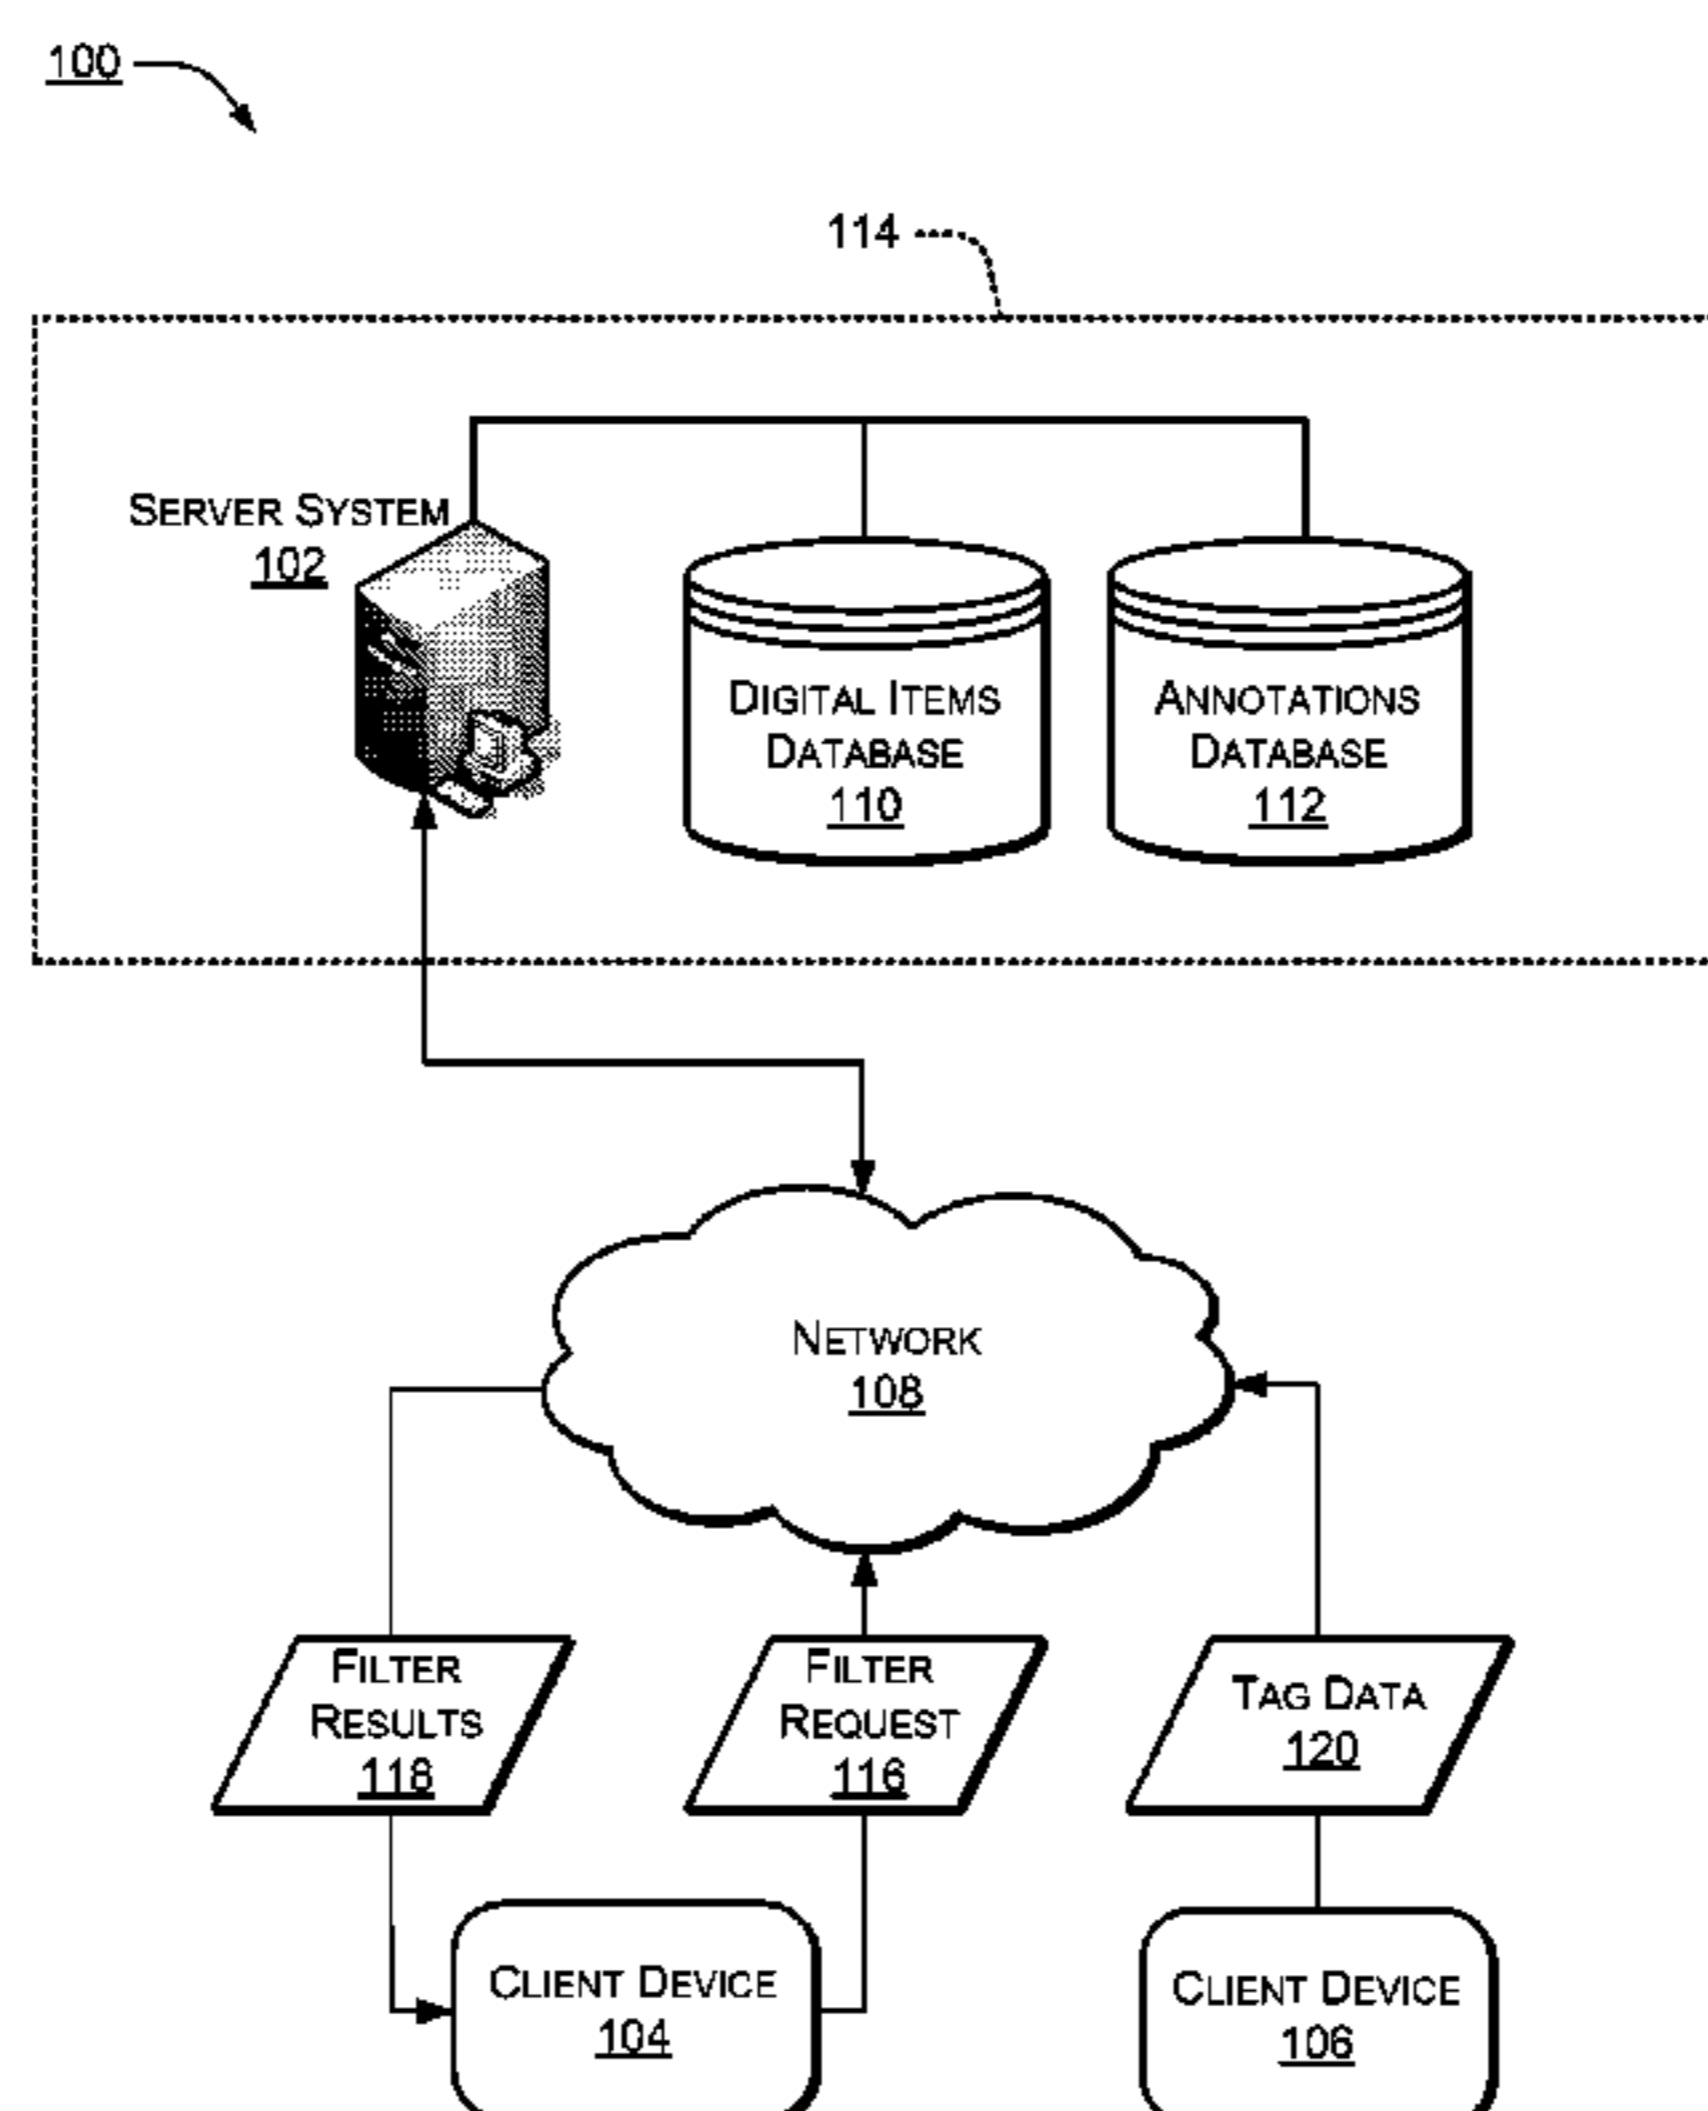 100
114
SERVER SYSTEM
102
DIGITAL ITEMS
DATABASE
110
ANNOTATIONS
DATABASE
112
NETWORK
108
FILTER
RESULTS
118
FILTER
REQUEST
116
TAG DATA
120
CLIENT DEVICE
104
CLIENT DEVICE
106